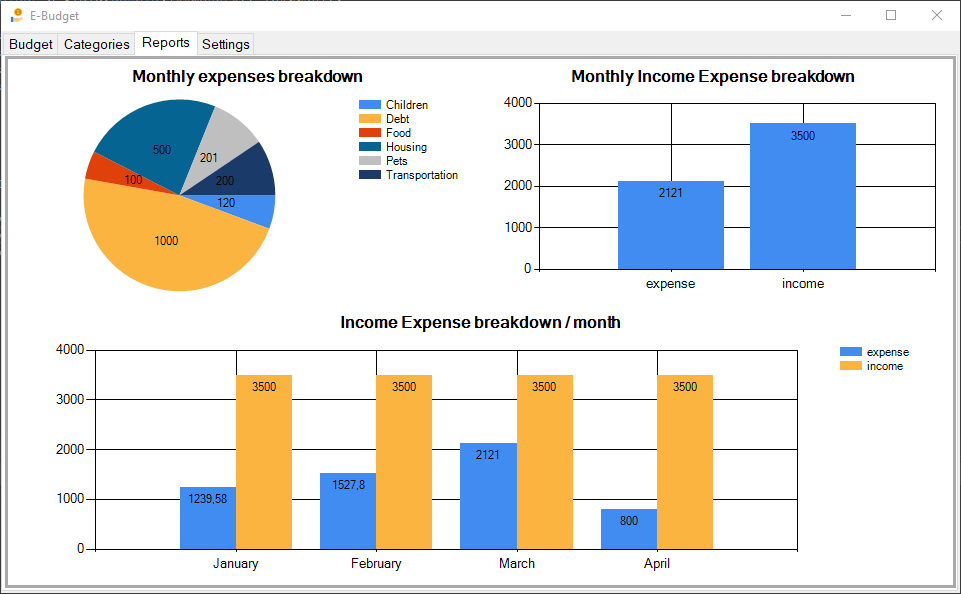 E-Budget
Budget Categories Reports Settings
Monthly expenses breakdown
Children
Debt
Food
Housing
Pets
Transportation
500
201
100
200
120
1000
Monthly Income Expense breakdown
4000
3000
2000
1000
0
2121
3500
expense income
Income Expense breakdown / month
4000
3000
2000
1000
0
3500 3500 3500 3500
1239,58 1527,8 2121 800
January February March April
expense
income